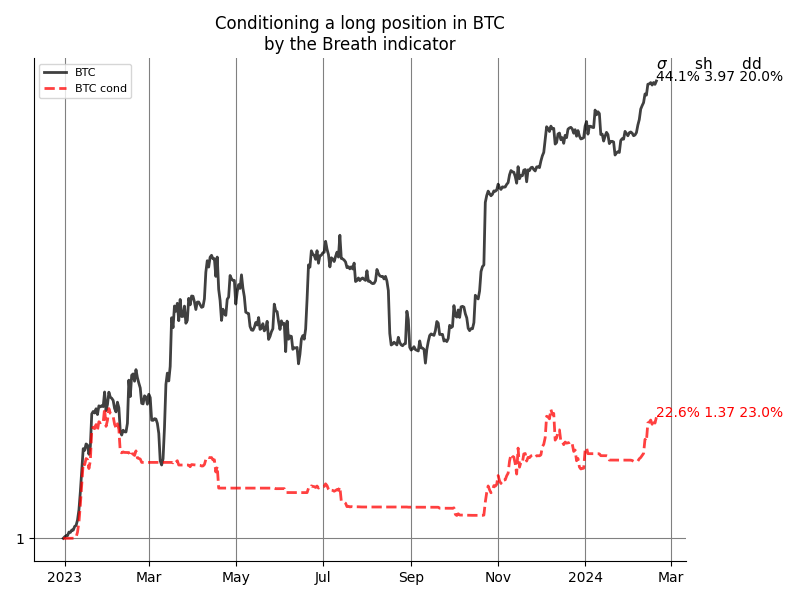 Conditioning a long position in BTC
by the Breath indicator
σ sh dd
44.1% 3.97 20.0%
BTC
BTC cond
22.6% 1.37 23.0%
1
2023 Mar May Jul Sep Nov 2024 Mar